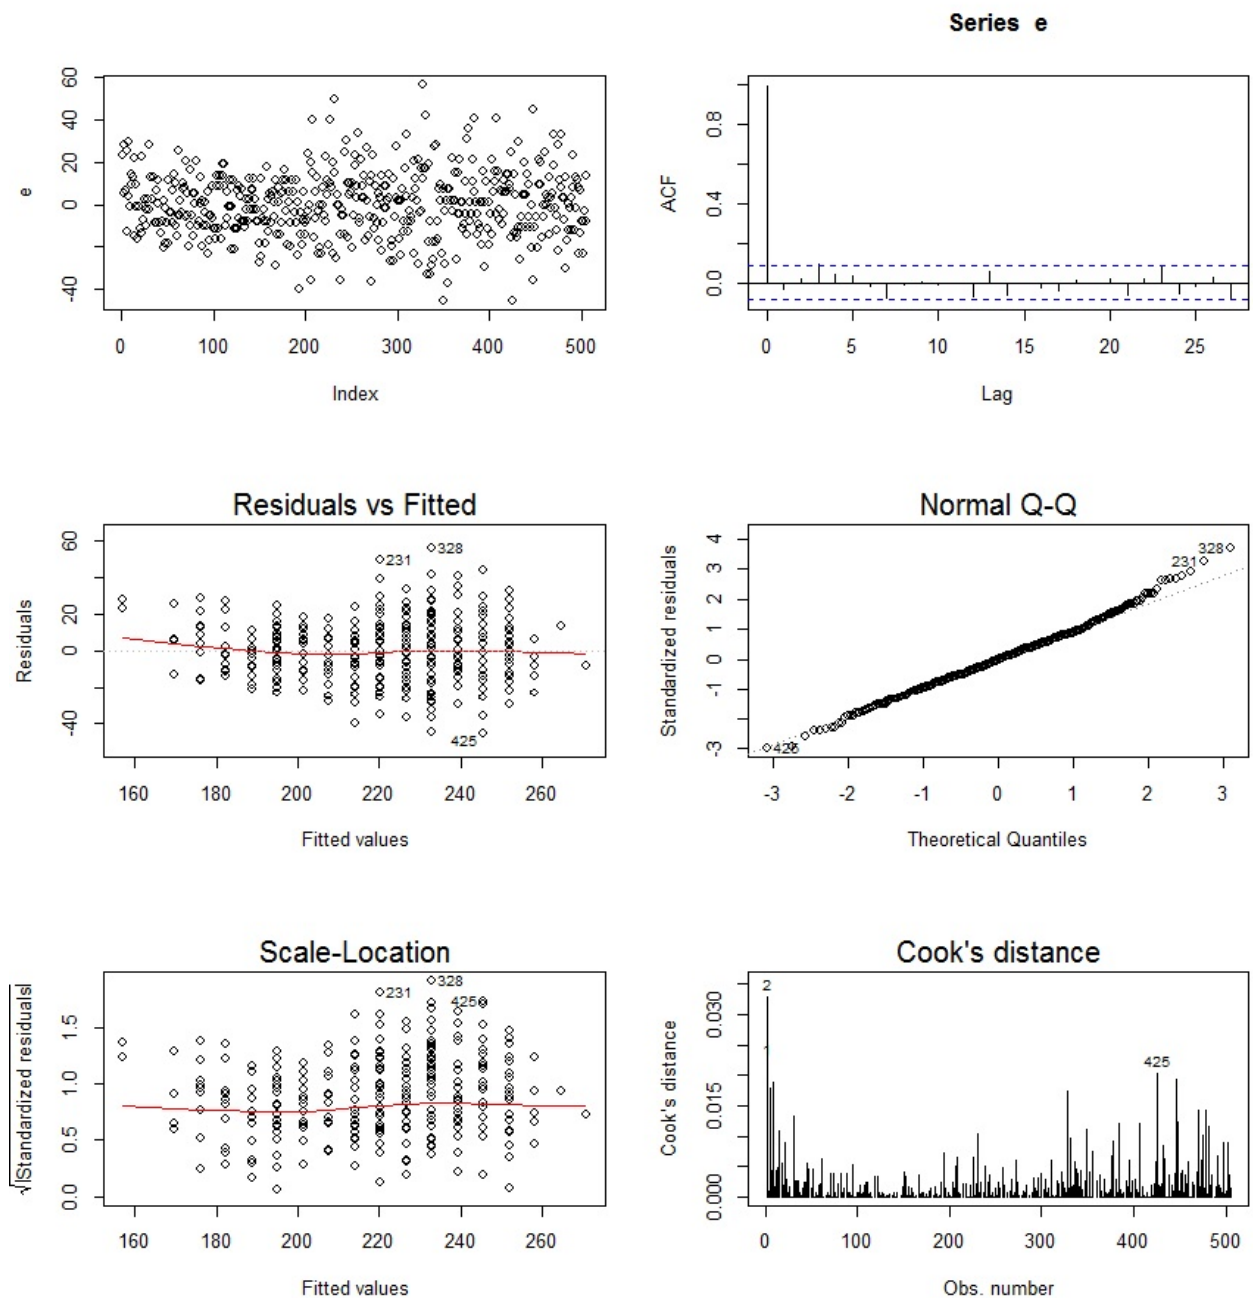 Series e
e
60
40
20
0
-40
0 100 200 300 400 500
Index
ACF
0.8
0.4
0.0
0 5 10 15 20 25
Lag
Residuals vs Fitted
Residuals
60
20
0
-40
231
328
425
160 180 200 220 240 260
Fitted values
Normal Q-Q
Standardized residuals
4
3
2
1
0
-1
-3
328
231
425
-3 -2 -1 0 1 2 3
Theoretical Quantiles
Scale-Location
√|Standardized residuals|
1.5
1.0
0.5
0.0
231
328
425
160 180 200 220 240 260
Fitted values
Cook's distance
Cook's distance
0.030
0.015
0.000
2
1
425
0 100 200 300 400 500
Obs. number